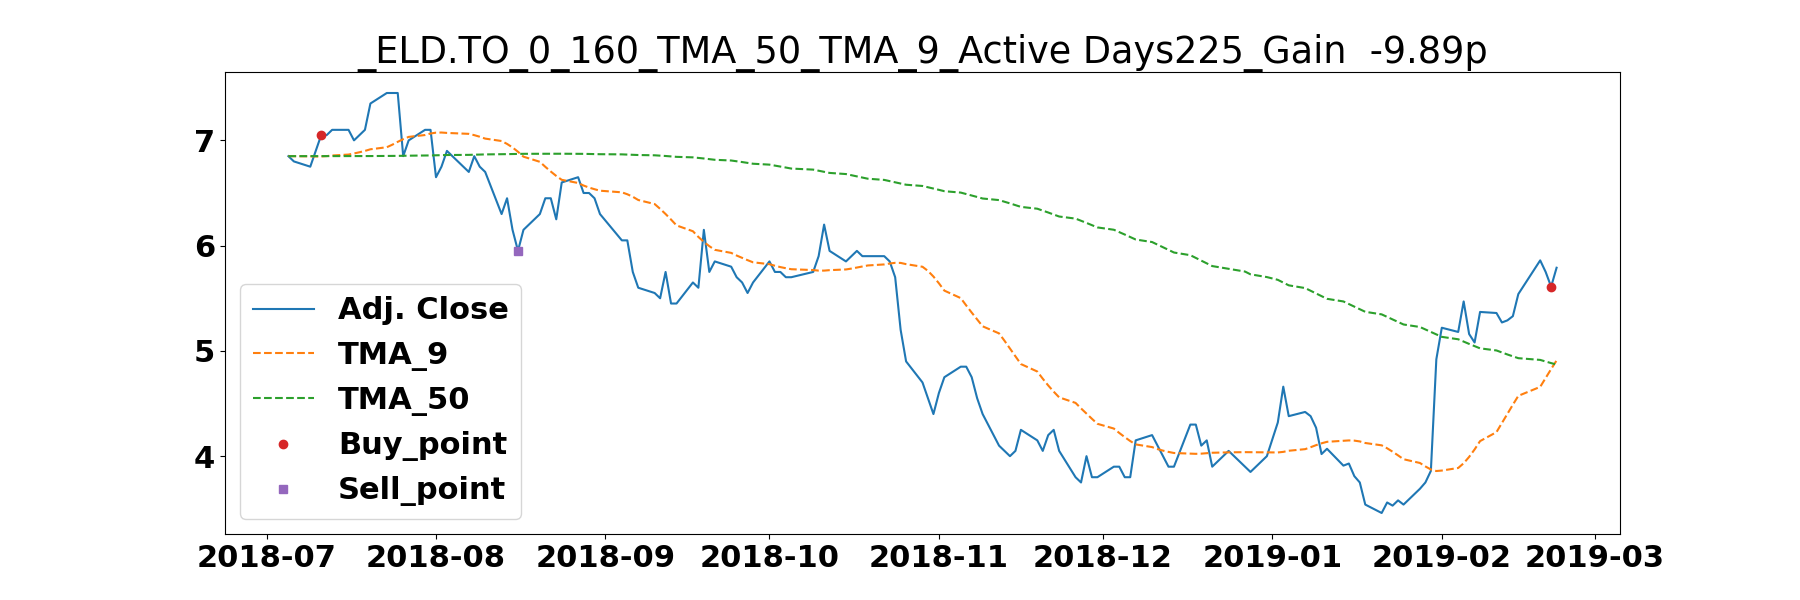 _ELD.TO_0_160_TMA_50_TMA_9_Active Days225_Gain  -9.89p
7
6
5
4
Adj. Close
TMA_9
TMA_50
Buy_point
Sell_point
2018-07 2018-08 2018-09 2018-10 2018-11 2018-12 2019-01 2019-02 2019-03